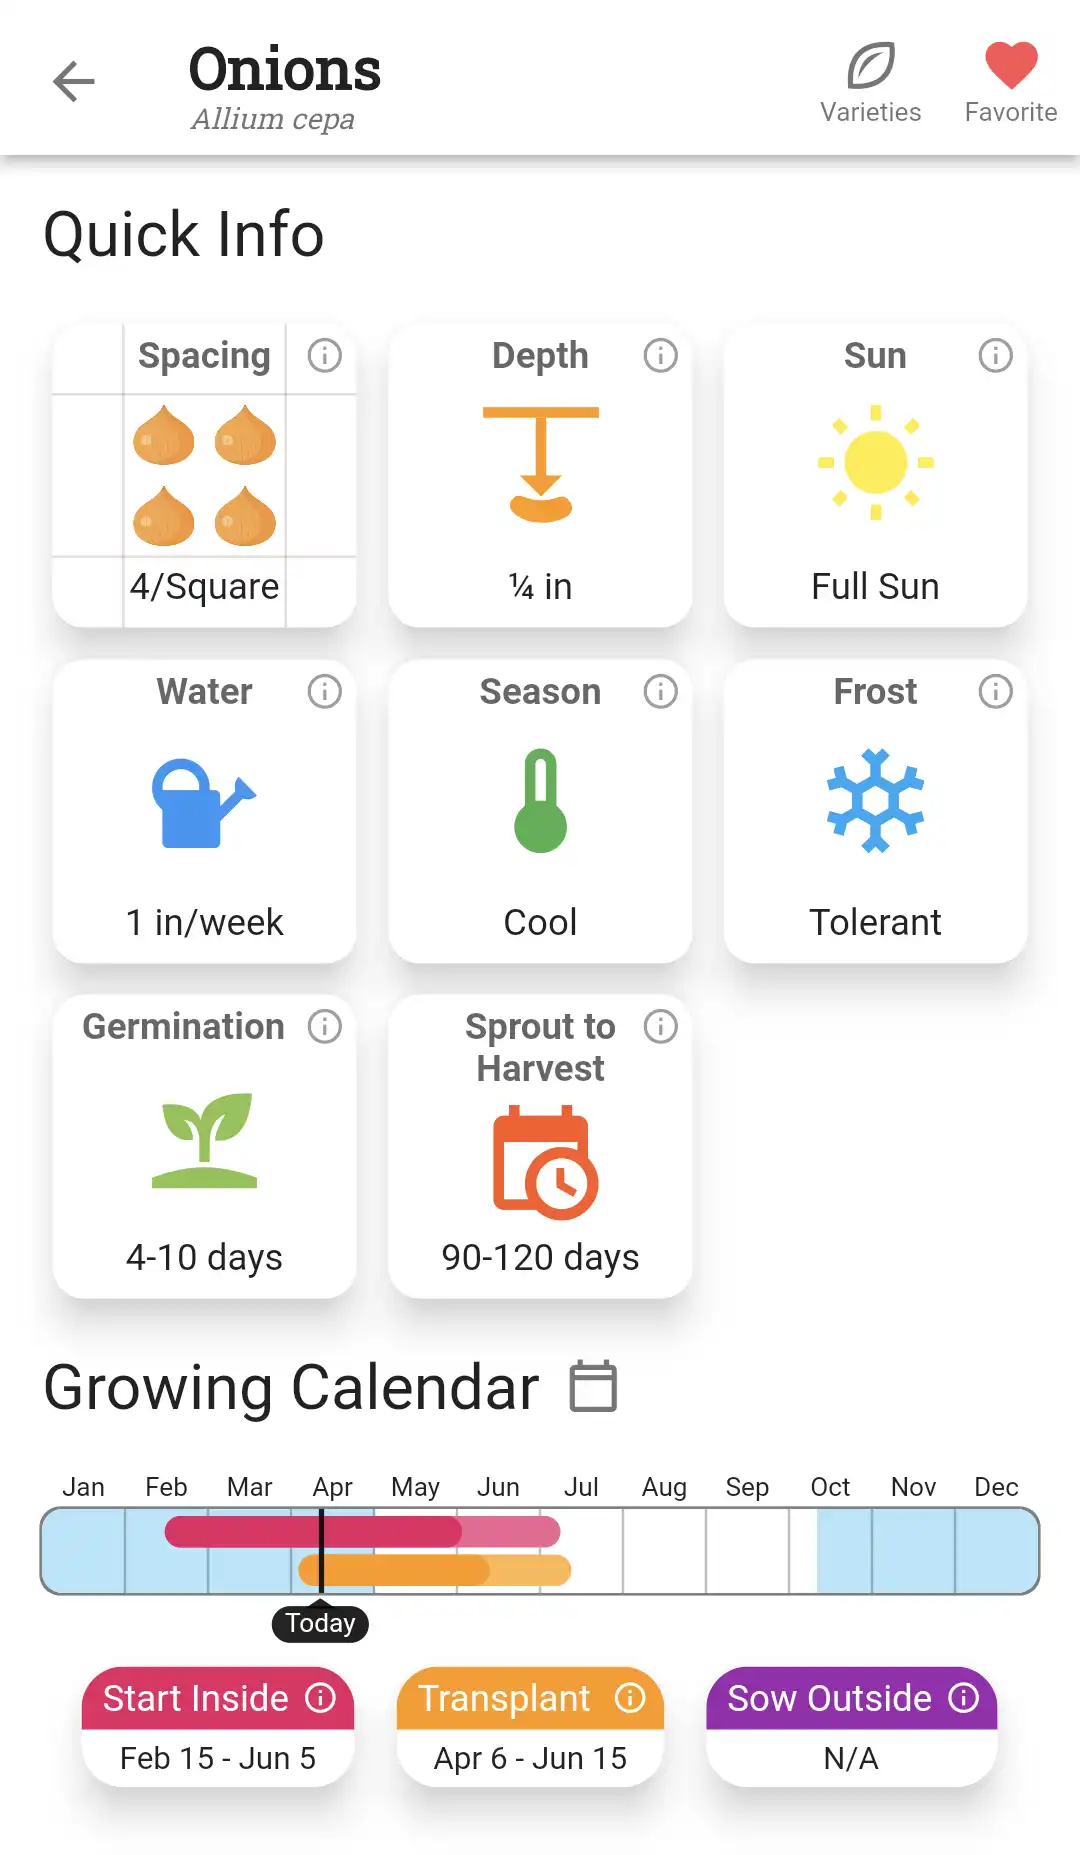 Onions
Allium cepa
Varieties
Favorite
Quick Info
Spacing
4/Square
Depth
¼ in
Sun
Full Sun
Water
1 in/week
Season
Cool
Frost
Tolerant
Germination
4-10 days
Sprout to
Harvest
90-120 days
Growing Calendar
Jan Feb Mar Apr May Jun Jul Aug Sep Oct Nov Dec
Today
Start Inside
Feb 15 - Jun 5
Transplant
Apr 6 - Jun 15
Sow Outside
N/A